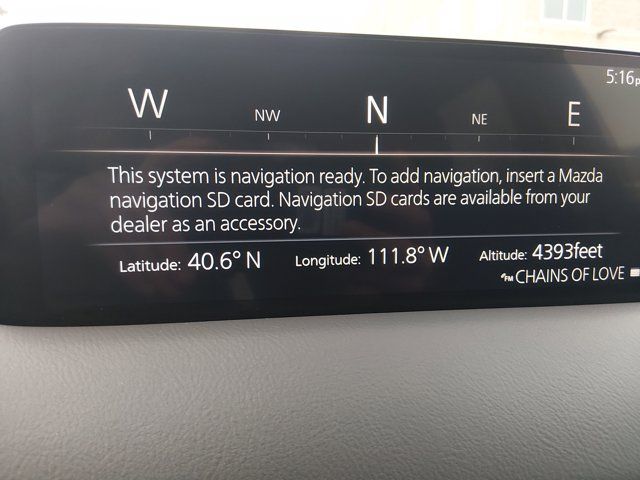 5:16p
W NW N NE E
This system is navigation ready. To add navigation, insert a Mazda
navigation SD card. Navigation SD cards are available from your
dealer as an accessory.
Latitude: 40.6° N Longitude: 111.8° W Altitude: 4393feet
FM CHAINS OF LOVE